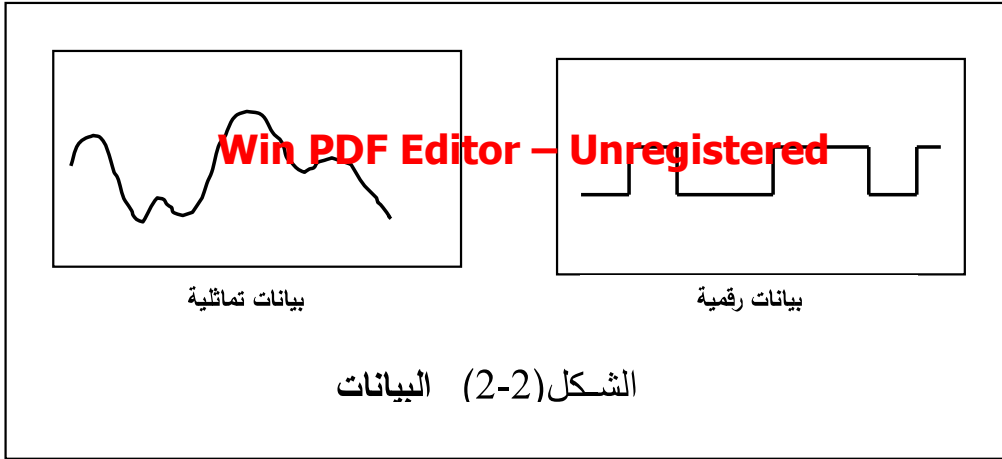 Win PDF Editor – Unregistered
بيانات تماثلية
بيانات رقمية
الشكل(2-2) البيانات